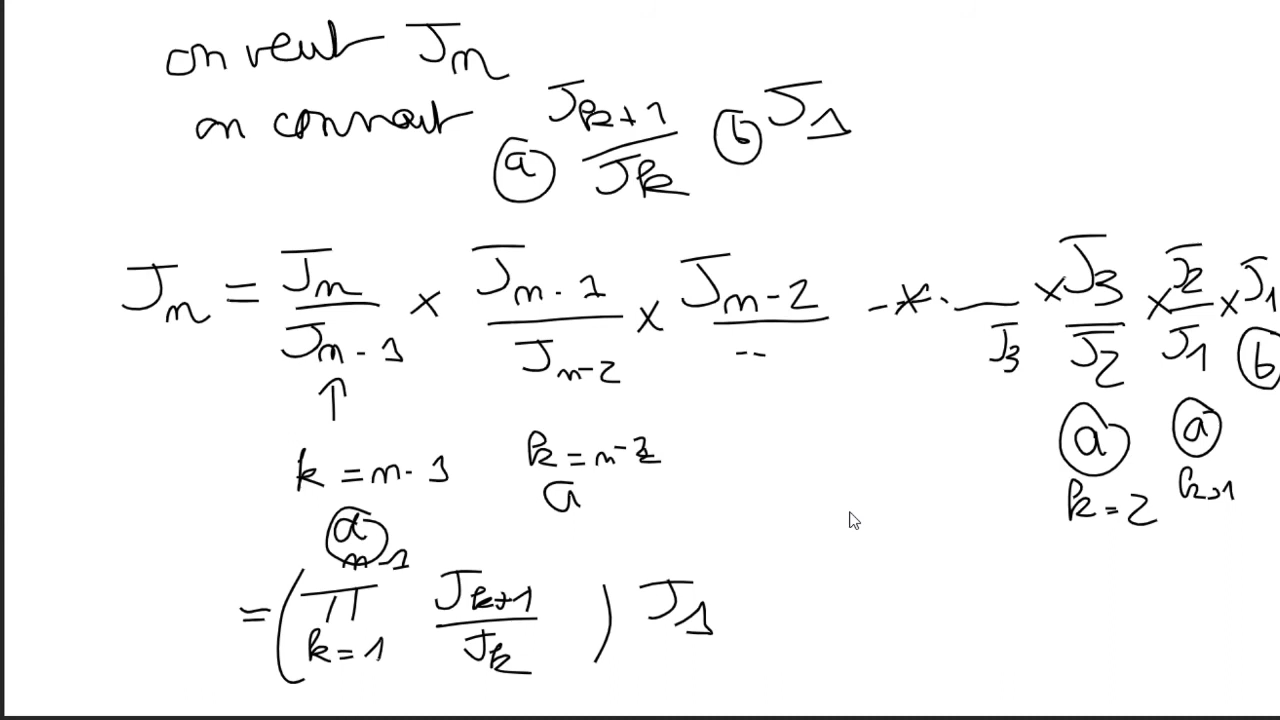 on veut Jn
on connait ⓐ Jk+1/Jk ⓑ J1
Jn = Jn/Jn-1 × Jn-1/Jn-2 × Jn-2/-- -×·—/J3 × J3/J2 × J2/J1 × J1
↑ ⓑ
k = n-1 k = n-2 ⓐ ⓐ
ⓐ a k = 2 k=1
= (∏ n-1 k=1 Jk+1/Jk) J1